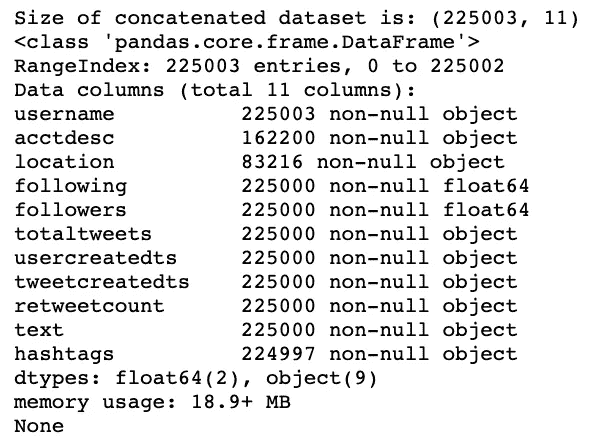 Size of concatenated dataset is: (225003, 11)
<class 'pandas.core.frame.DataFrame'>
RangeIndex: 225003 entries, 0 to 225002
Data columns (total 11 columns):
username         225003 non-null object
acctdesc         162200 non-null object
location         83216 non-null object
following        225000 non-null float64
followers        225000 non-null float64
totaltweets      225000 non-null object
usercreatedts    225000 non-null object
tweetcreatedts   225000 non-null object
retweetcount     225000 non-null object
text             225000 non-null object
hashtags         224997 non-null object
dtypes: float64(2), object(9)
memory usage: 18.9+ MB
None